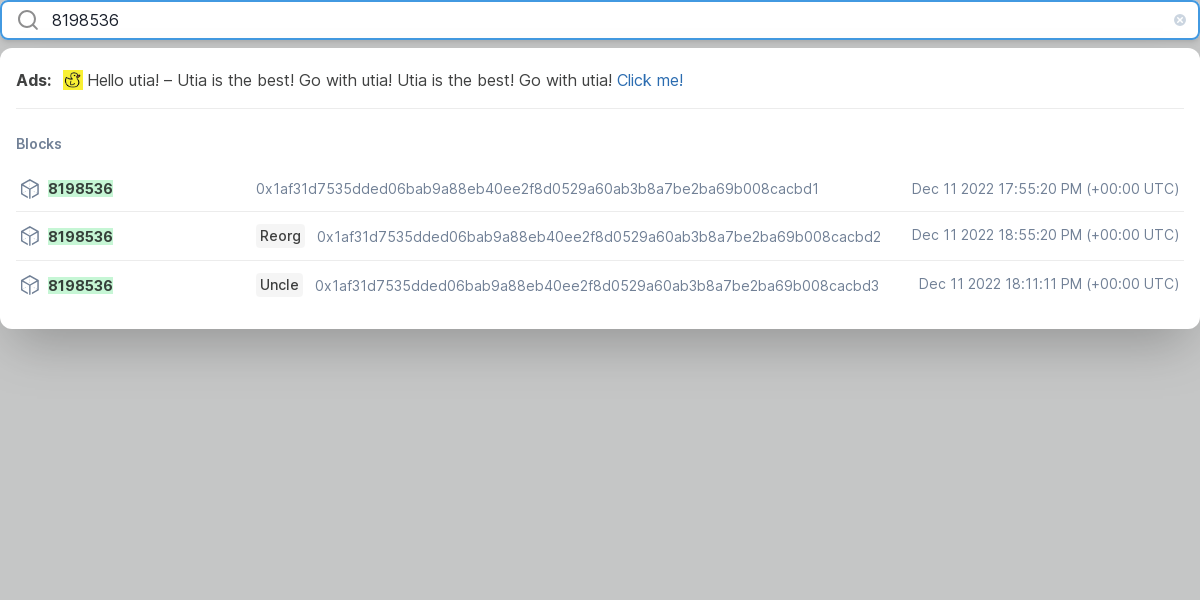 8198536
Ads: Hello utia! – Utia is the best! Go with utia! Utia is the best! Go with utia! Click me!
Blocks
8198536 0x1af31d7535dded06bab9a88eb40ee2f8d0529a60ab3b8a7be2ba69b008cacbd1 Dec 11 2022 17:55:20 PM (+00:00 UTC)
8198536 Reorg 0x1af31d7535dded06bab9a88eb40ee2f8d0529a60ab3b8a7be2ba69b008cacbd2 Dec 11 2022 18:55:20 PM (+00:00 UTC)
8198536 Uncle 0x1af31d7535dded06bab9a88eb40ee2f8d0529a60ab3b8a7be2ba69b008cacbd3 Dec 11 2022 18:11:11 PM (+00:00 UTC)